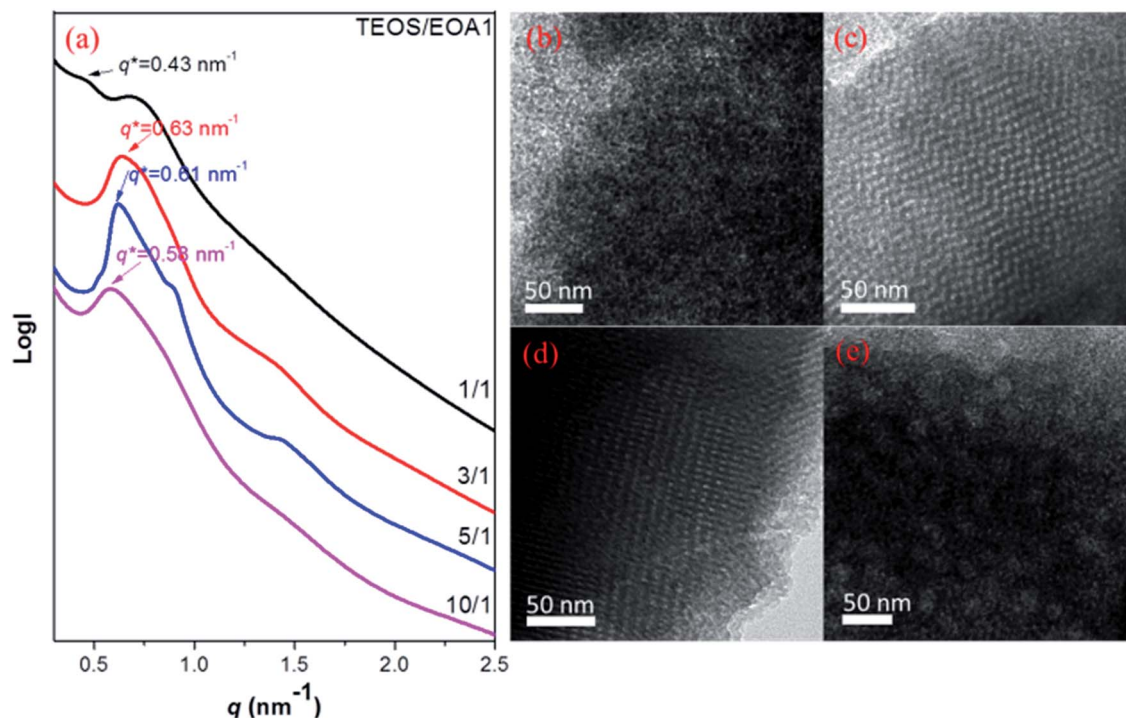 (a)
TEOS/EOA1
q*=0.43 nm⁻¹
q*=0.63 nm⁻¹
q*=0.61 nm⁻¹
q*=0.58 nm⁻¹
1/1
3/1
5/1
10/1
LogI
0.5 1.0 1.5 2.0 2.5
q (nm⁻¹)
(b)
50 nm
(c)
50 nm
(d)
50 nm
(e)
50 nm